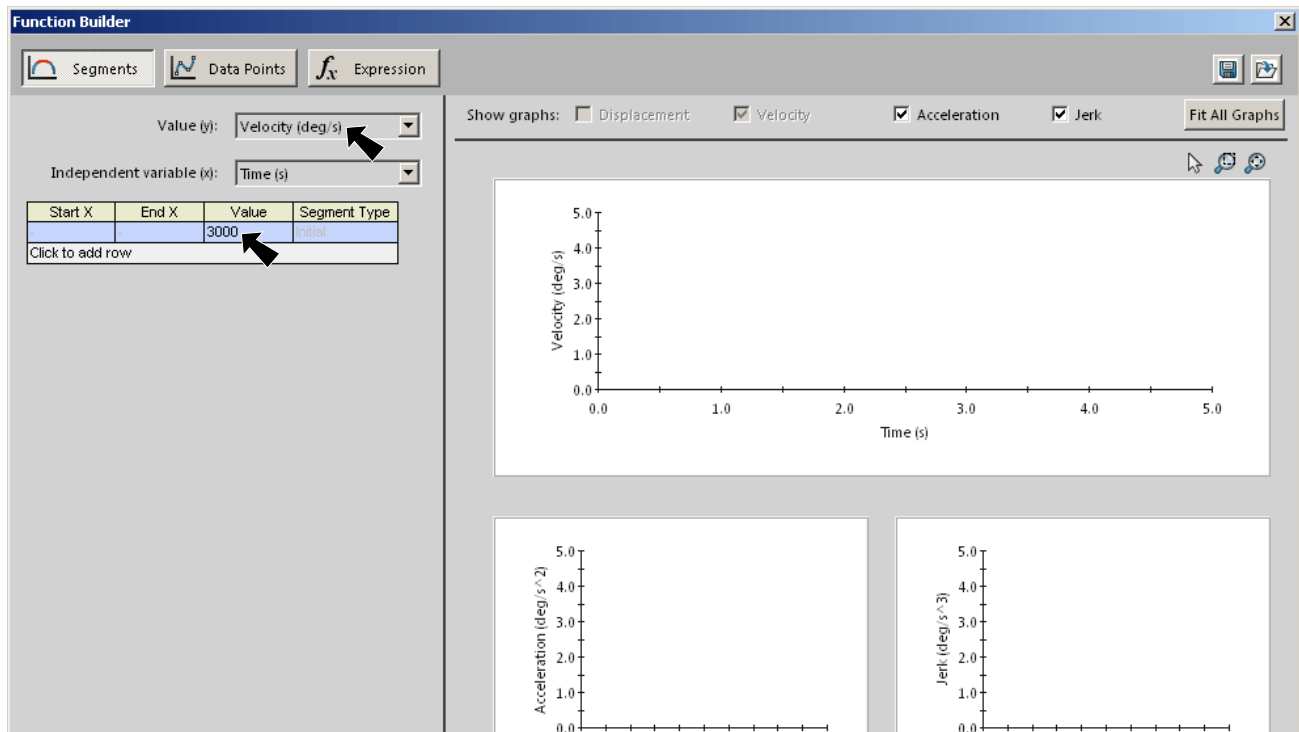 Function Builder
Segments Data Points fx Expression
Value (y): Velocity (deg/s)
Independent variable (x): Time (s)
Start X End X Value Segment Type
- - 3000 Initial
Click to add row
Show graphs: Displacement Velocity Acceleration Jerk Fit All Graphs
5.0
4.0
3.0
2.0
1.0
0.0
Velocity (deg/s)
0.0 1.0 2.0 3.0 4.0 5.0
Time (s)
5.0
4.0
3.0
2.0
1.0
0.0
Acceleration (deg/s^2)
5.0
4.0
3.0
2.0
1.0
0.0
Jerk (deg/s^3)